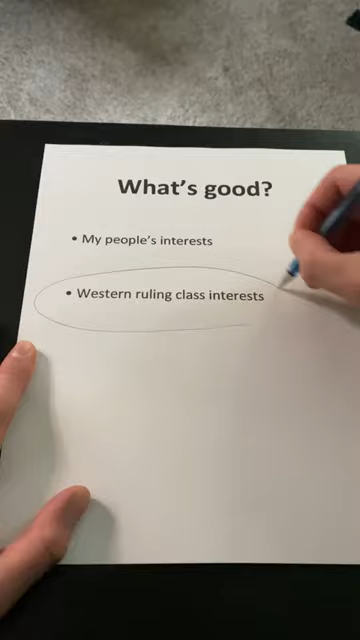 What's good?
• My people's interests
• Western ruling class interests